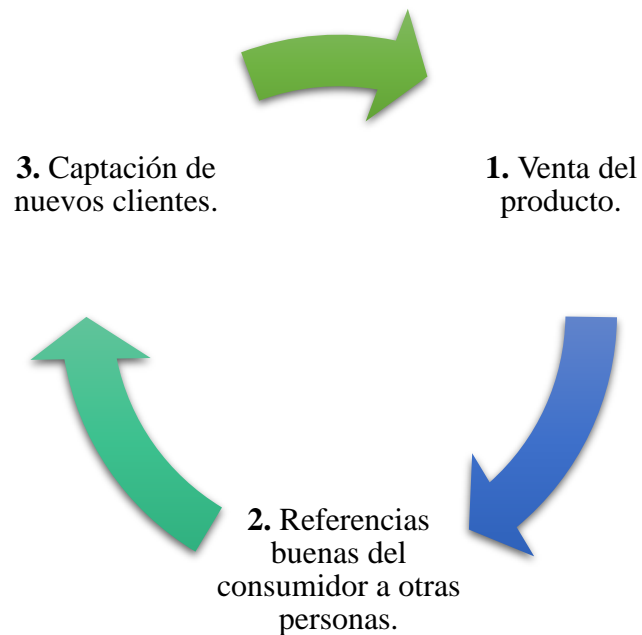 3. Captación de
nuevos clientes.
1. Venta del
producto.
2. Referencias
buenas del
consumidor a otras
personas.